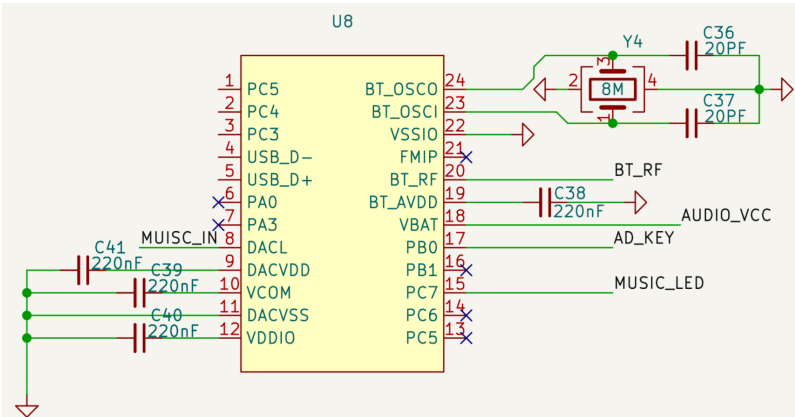 U8
1 PC5
2 PC4
3 PC3
4 USB_D-
5 USB_D+
6 PA0
7 PA3
MUISC_IN 8 DACL
9 DACVDD
10 VCOM
11 DACVSS
12 VDDIO
C41
220nF
C39
220nF
C40
220nF
BT_OSCO 24
BT_OSCI 23
VSSIO 22
FMIP 21
BT_RF 20 BT_RF
BT_AVDD 19
VBAT 18 AUDIO_VCC
PB0 17 AD_KEY
PB1 16
PC7 15 MUSIC_LED
PC6 14
PC5 13
C38
220nF
Y4
3
2 8M 4
1
C36
20PF
C37
20PF